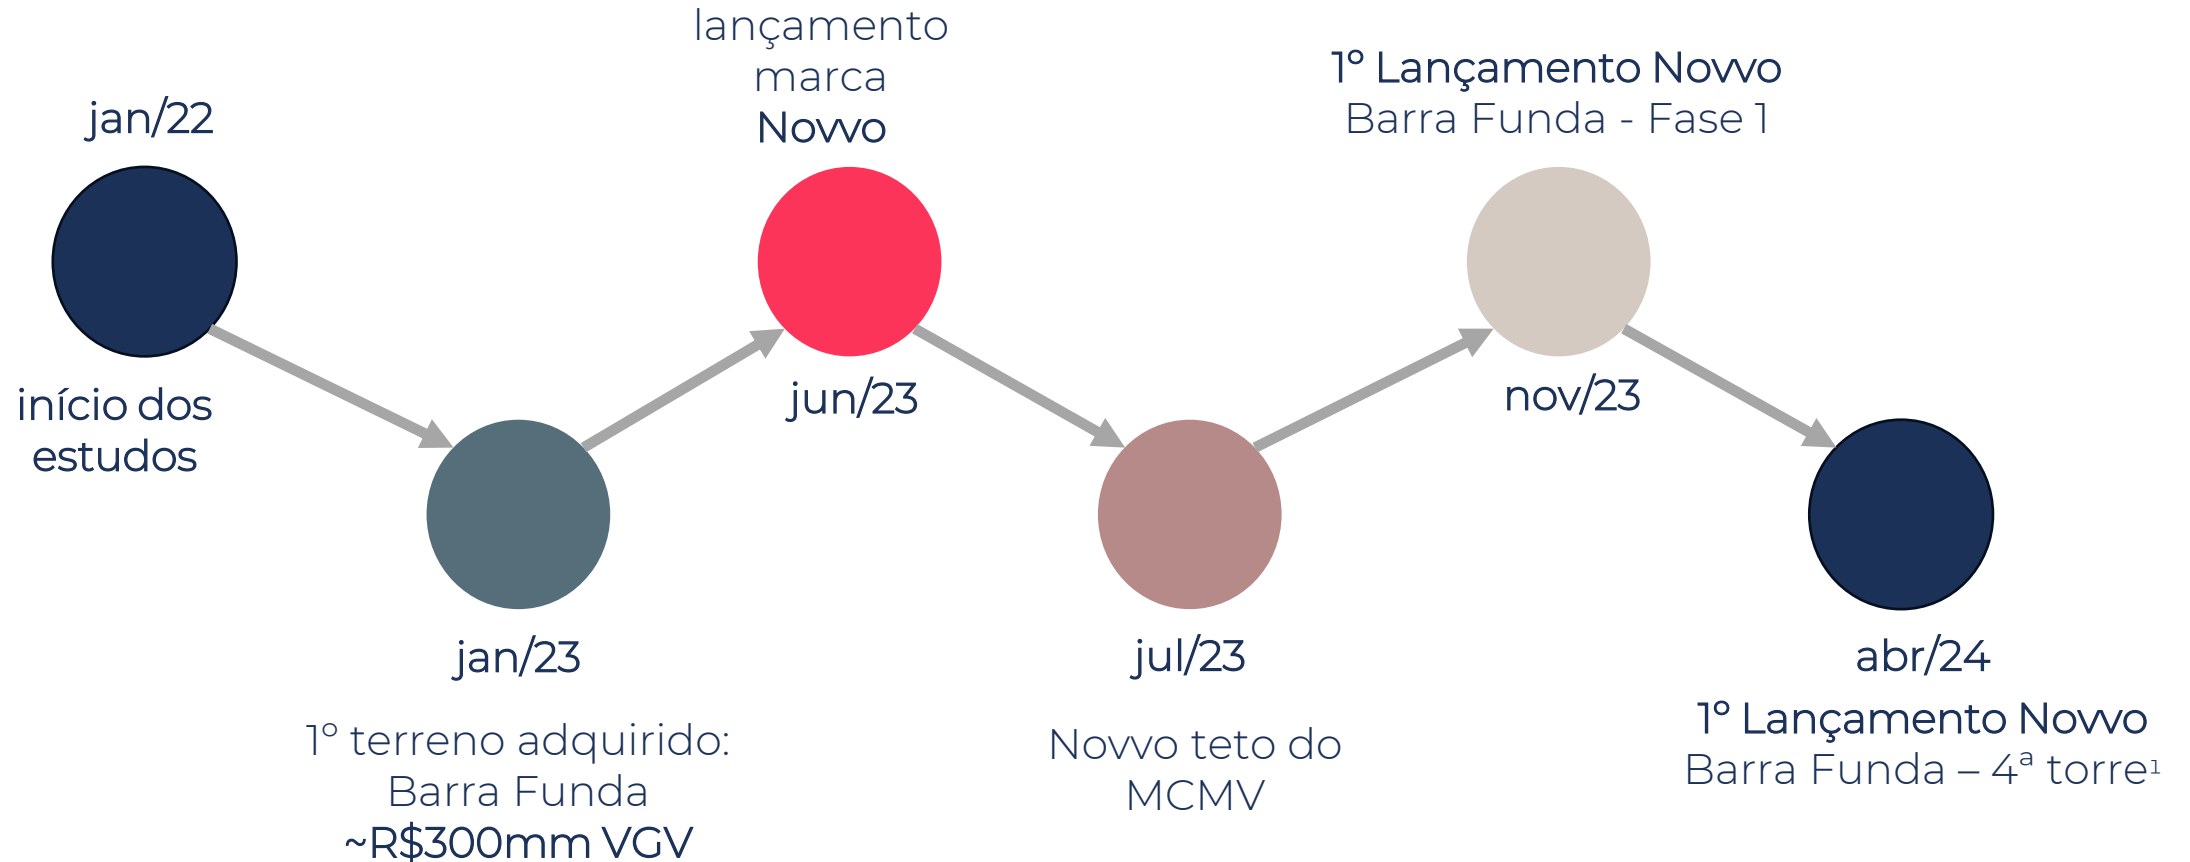 jan/22
início dos
estudos
jan/23
1º terreno adquirido:
Barra Funda
~R$300mm VGV
lançamento
marca
Novvo
jun/23
jul/23
Novvo teto do
MCMV
1º Lançamento Novvo
Barra Funda - Fase 1
nov/23
abr/24
1º Lançamento Novvo
Barra Funda – 4ª torre¹